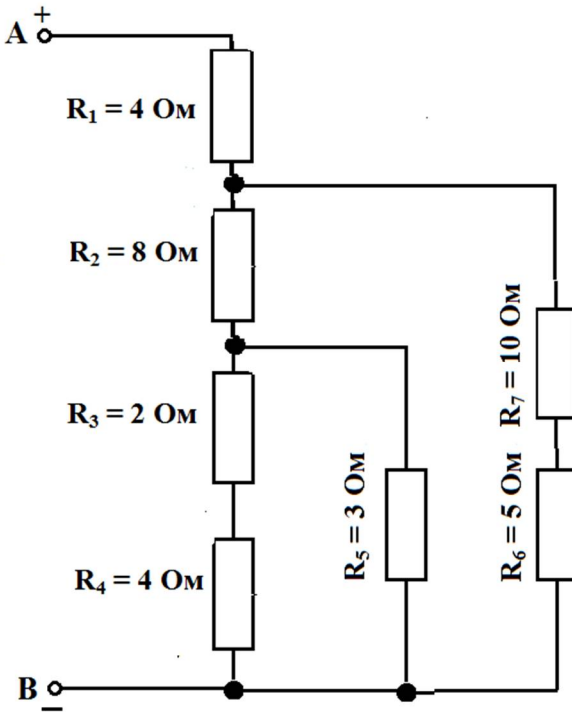 A +
R₁ = 4 Ом
R₂ = 8 Ом
R₃ = 2 Ом
R₄ = 4 Ом
R₅ = 3 Ом
R₇ = 10 Ом
R₆ = 5 Ом
B −